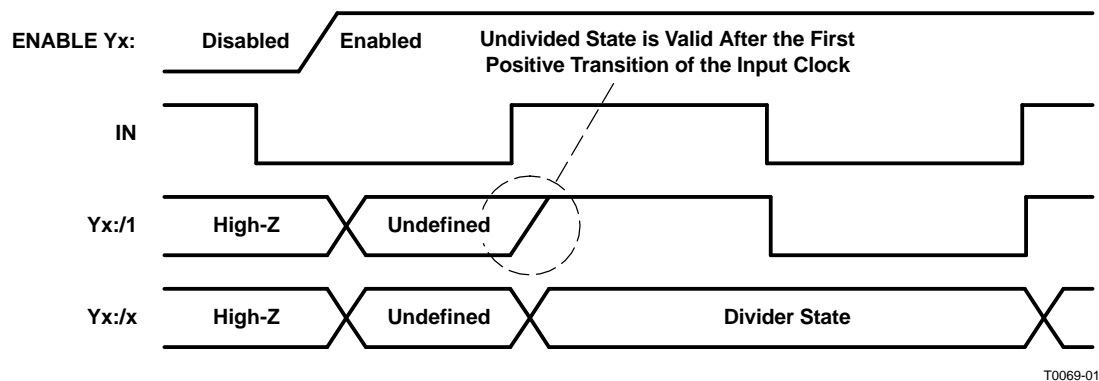 ENABLE Yx:
Disabled
Enabled
Undivided State is Valid After the First
Positive Transition of the Input Clock
IN
Yx:/1
High-Z
Undefined
Yx:/x
High-Z
Undefined
Divider State
T0069-01